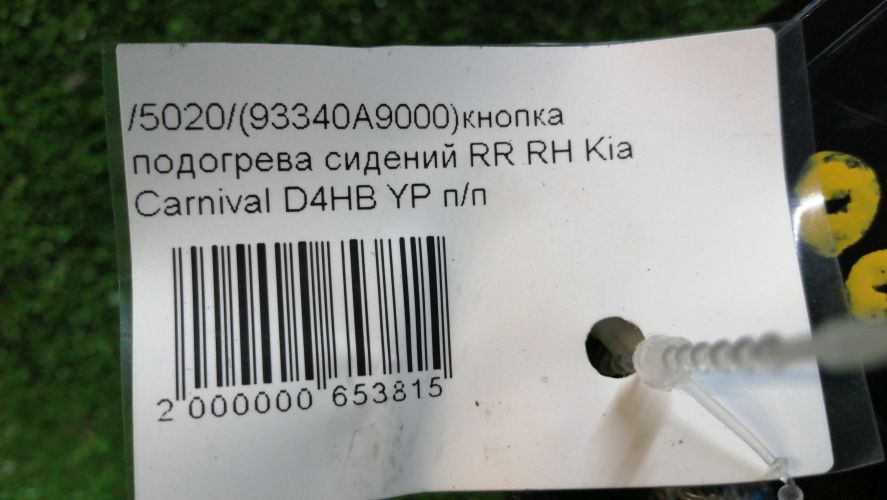 /5020/(93340A9000)кнопка
подогрева сидений RR RH Kia
Carnival D4HB YP п/п
2 000000 653815